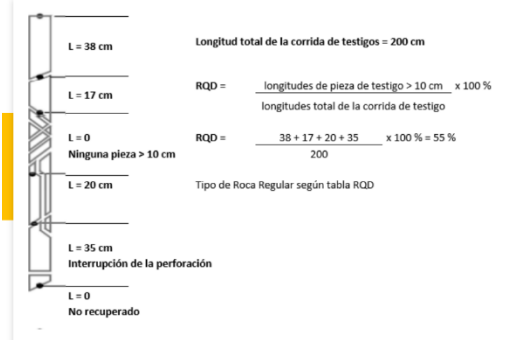 L = 38 cm
Longitud total de la corrida de testigos = 200 cm
L = 17 cm
RQD = longitudes de pieza de testigo > 10 cm x 100 %
longitudes total de la corrida de testigo
L = 0
Ninguna pieza > 10 cm
RQD = 38 + 17 + 20 + 35 x 100 % = 55 %
200
L = 20 cm
Tipo de Roca Regular según tabla RQD
L = 35 cm
Interrupción de la perforación
L = 0
No recuperado